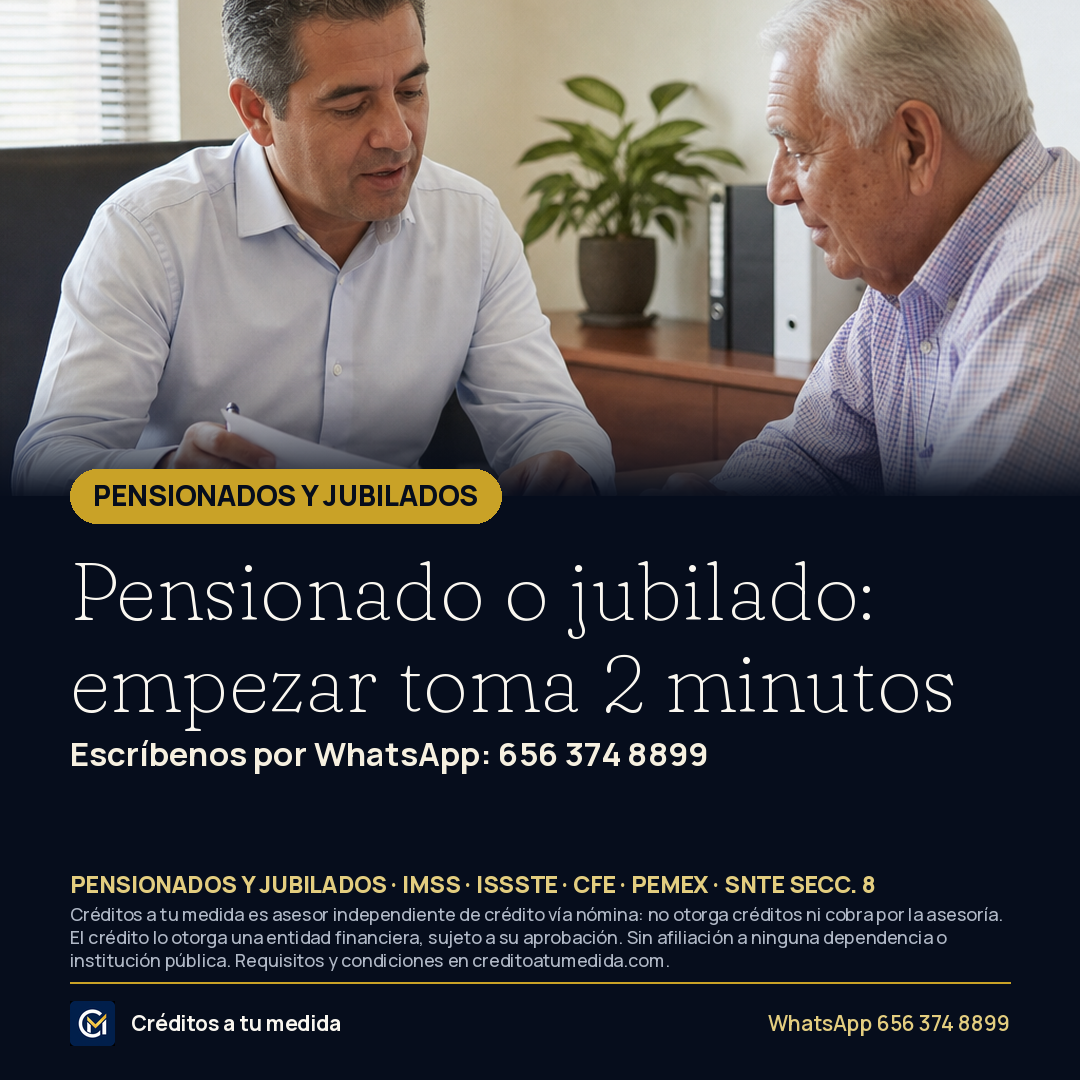 PENSIONADOS Y JUBILADOS
Pensionado o jubilado:
empezar toma 2 minutos
Escríbenos por WhatsApp: 656 374 8899
PENSIONADOS Y JUBILADOS · IMSS · ISSSTE · CFE · PEMEX · SNTE SECC. 8
Créditos a tu medida es asesor independiente de crédito vía nómina: no otorga créditos ni cobra por la asesoría.
El crédito lo otorga una entidad financiera, sujeto a su aprobación. Sin afiliación a ninguna dependencia o
institución pública. Requisitos y condiciones en creditoatumedida.com.
Créditos a tu medida
WhatsApp 656 374 8899